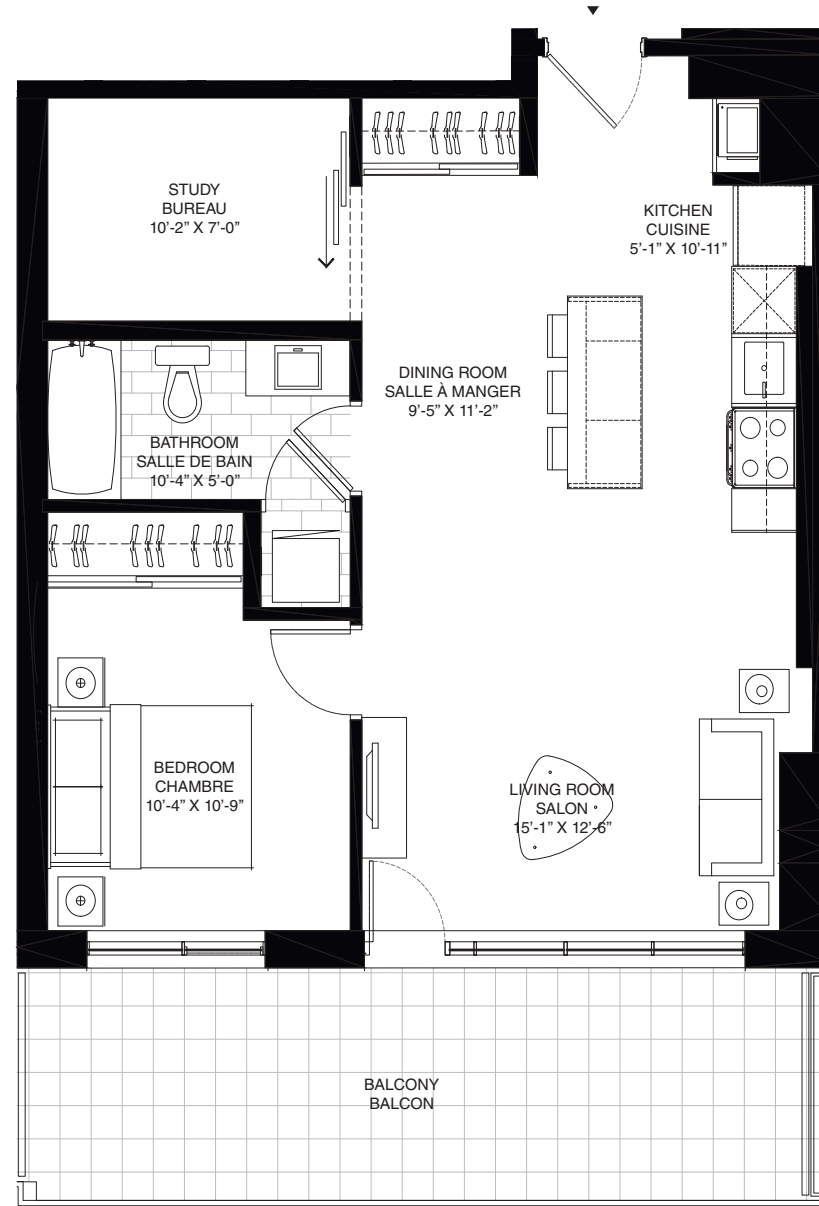 STUDY
BUREAU
10'-2" X 7'-0"
KITCHEN
CUISINE
5'-1" X 10'-11"
DINING ROOM
SALLE À MANGER
9'-5" X 11'-2"
BATHROOM
SALLE DE BAIN
10'-4" X 5'-0"
BEDROOM
CHAMBRE
10'-4" X 10'-9"
LIVING ROOM
SALON
15'-1" X 12'-6"
BALCONY
BALCON